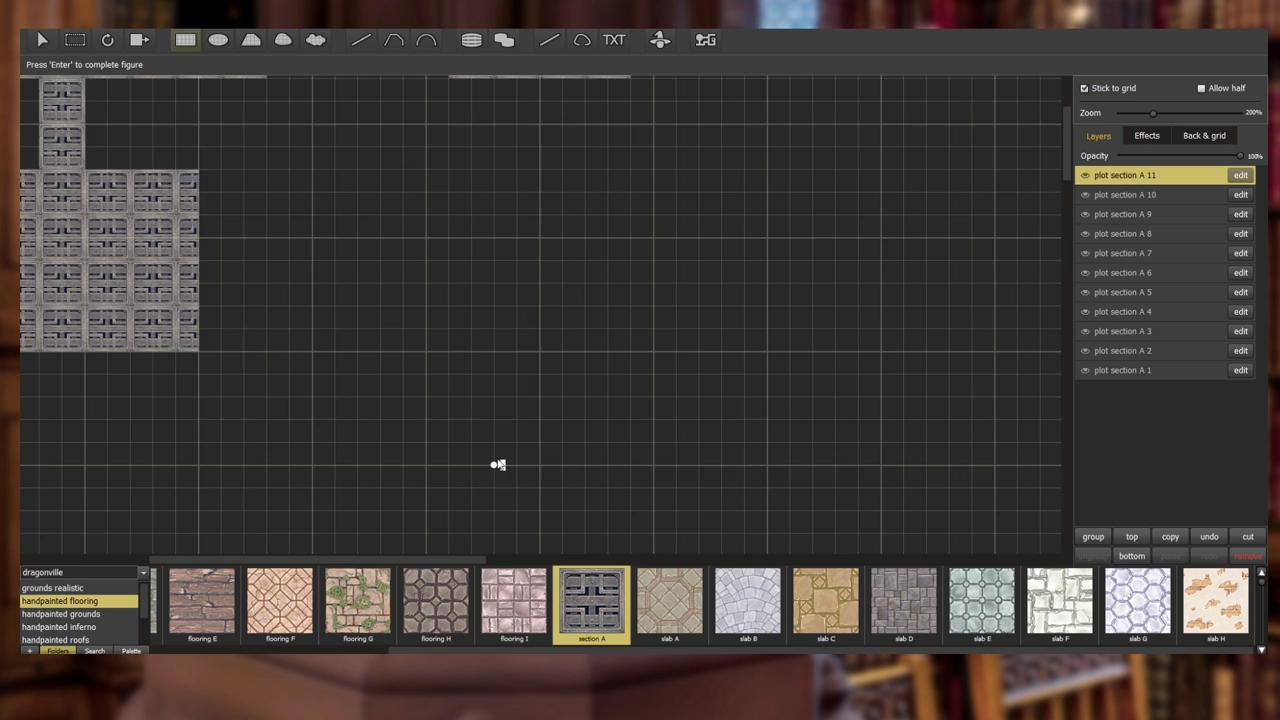 TXT
Press 'Enter' to complete figure
Stick to grid
Allow half
Zoom
200%
Layers
Effects
Back & grid
Opacity
100%
plot section A 11
edit
plot section A 10
edit
plot section A 9
edit
plot section A 8
edit
plot section A 7
edit
plot section A 6
edit
plot section A 5
edit
plot section A 4
edit
plot section A 3
edit
plot section A 2
edit
plot section A 1
edit
group
top
copy
undo
cut
bottom
remove
dragonville
grounds realistic
handpainted flooring
handpainted grounds
handpainted inferno
handpainted roofs
+
Folders
Search
Palette
flooring E
flooring F
flooring G
flooring H
flooring I
section A
slab A
slab B
slab C
slab D
slab E
slab F
slab G
slab H